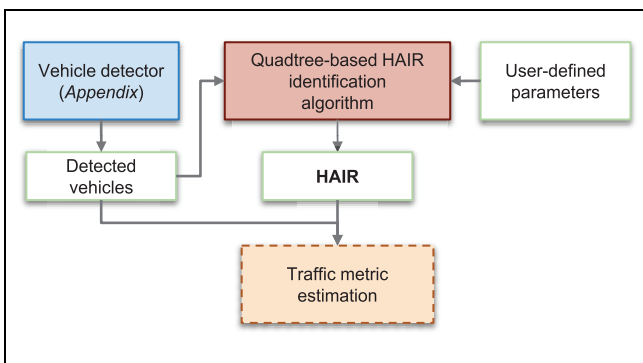 Vehicle detector
(Appendix)
Quadtree-based HAIR
identification
algorithm
User-defined
parameters
Detected
vehicles
HAIR
Traffic metric
estimation